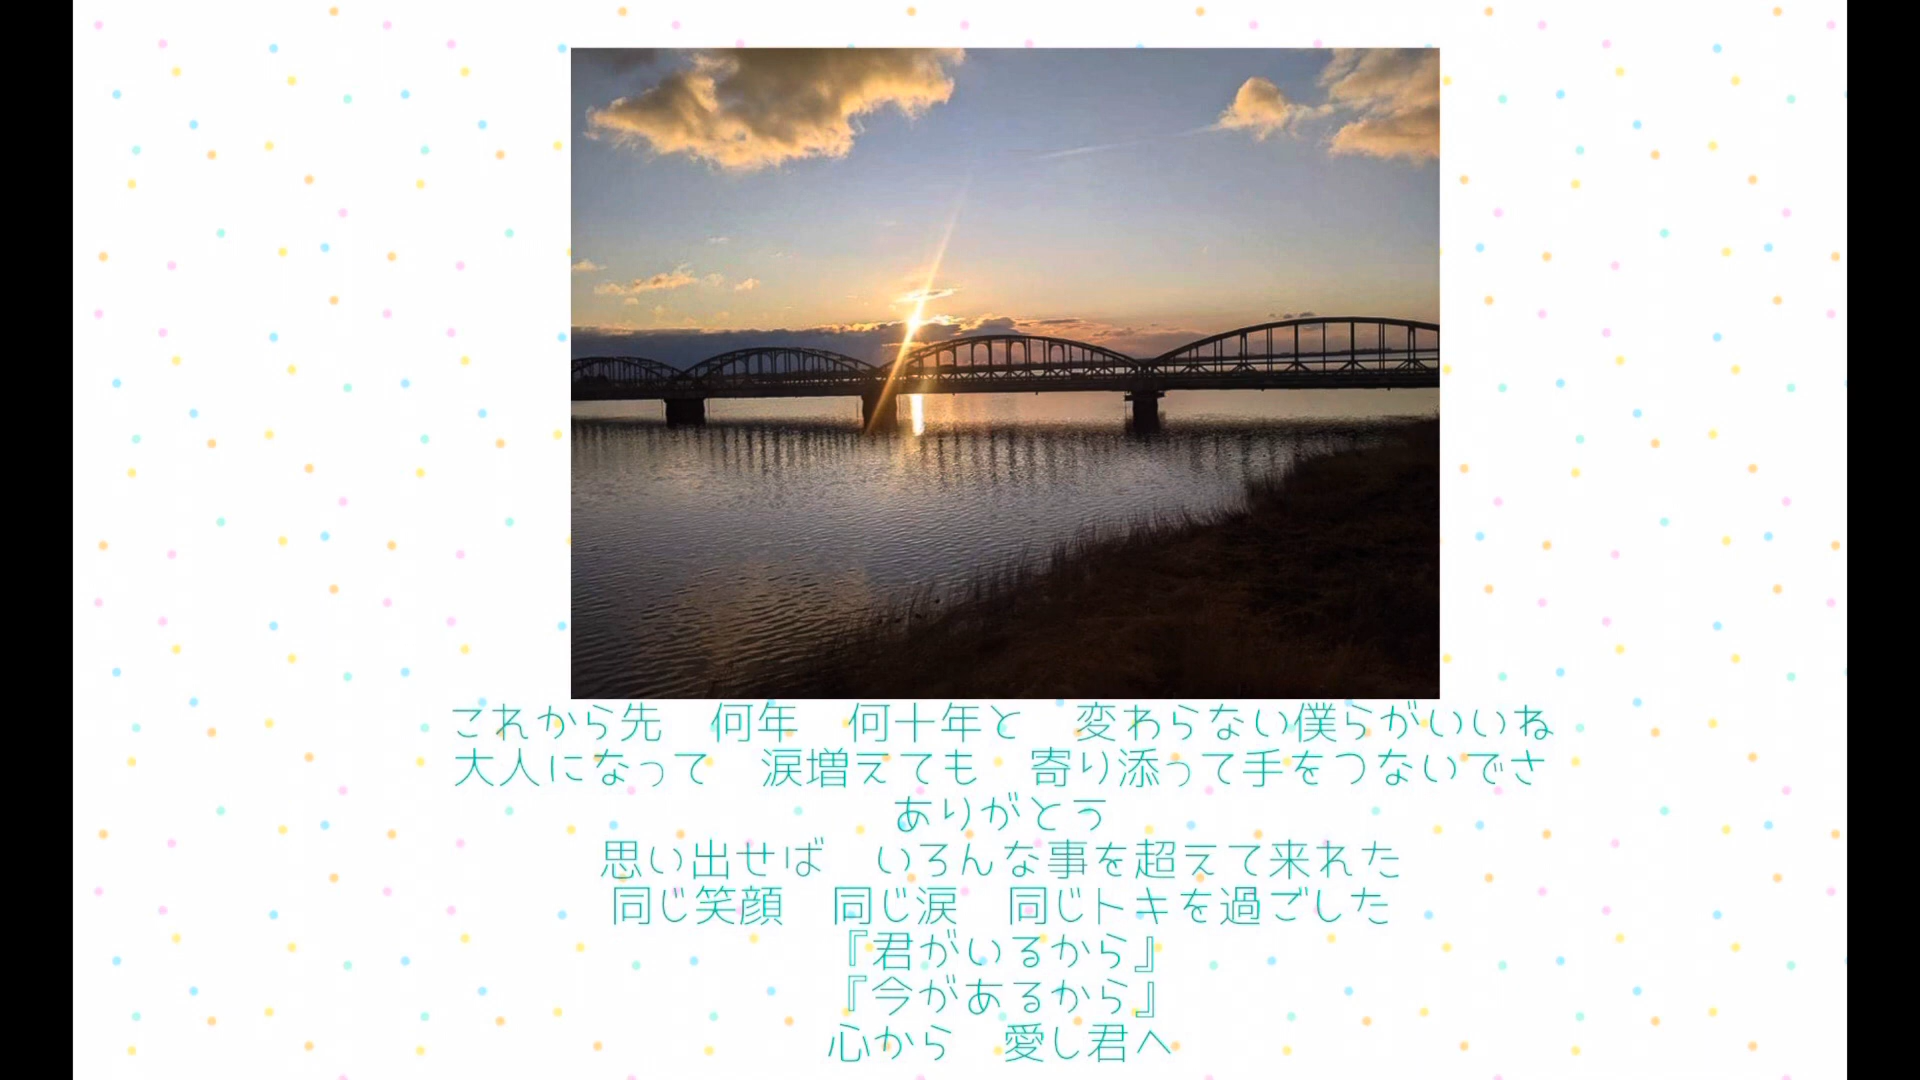 これから先　何年　何十年と　変わらない僕らがいいね
大人になって　涙増えても　寄り添って手をつないでさ
ありがとう
思い出せば　いろんな事を超えて来れた
同じ笑顔　同じ涙　同じトキを過ごした
『君がいるから』
『今があるから』
心から　愛し君へ